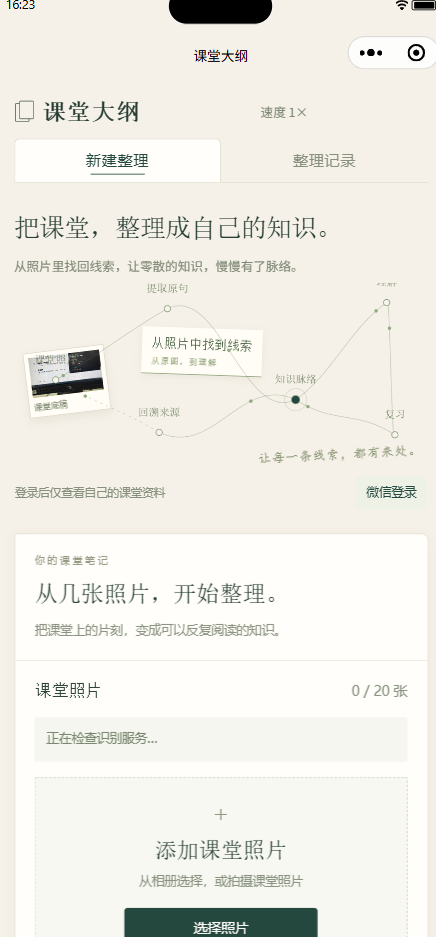 16:23
课堂大纲
课堂大纲
速度 1×
新建整理
整理记录
把课堂，整理成自己的知识。
从照片里找回线索，让零散的知识，慢慢有了脉络。
提取原句
理解
从照片中找到线索
从原图，到理解
知识脉络
课堂底稿
回溯来源
复习
让每一条线索，都有来处。
登录后仅查看自己的课堂资料
微信登录
你的课堂笔记
从几张照片，开始整理。
把课堂上的片刻，变成可以反复阅读的知识。
课堂照片
0 / 20 张
正在检查识别服务...
+
添加课堂照片
从相册选择，或拍摄课堂照片
选择照片